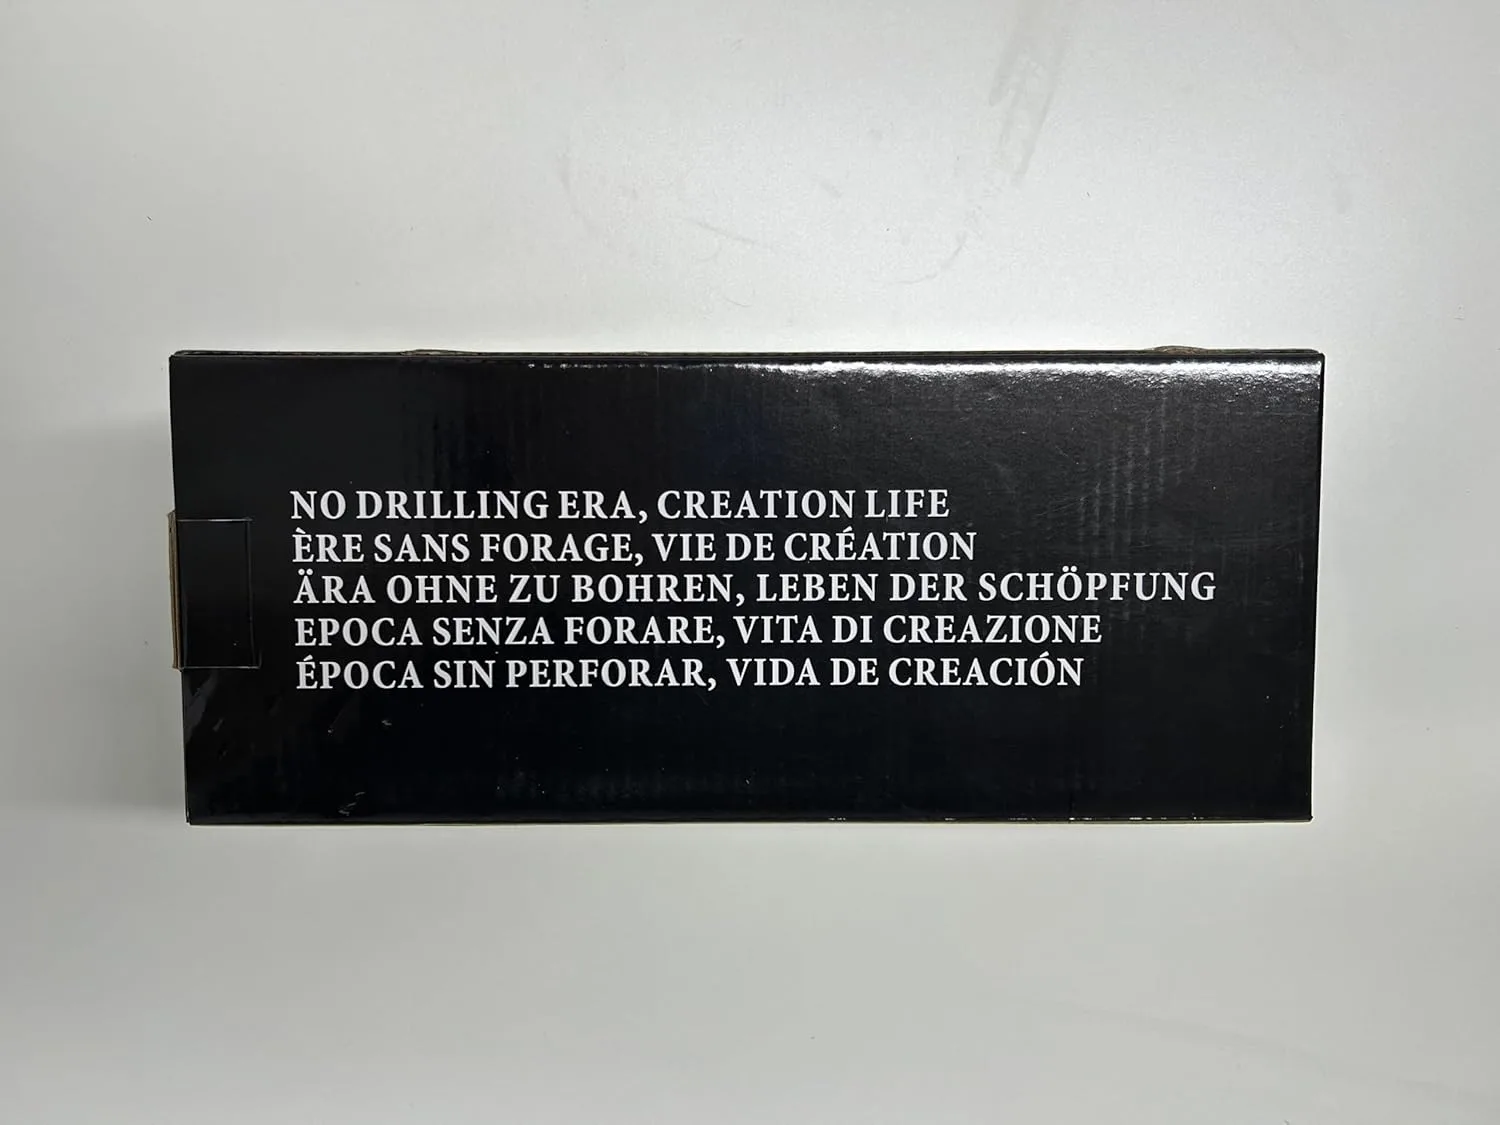 NO DRILLING ERA, CREATION LIFE
ÈRE SANS FORAGE, VIE DE CRÉATION
ÄRA OHNE ZU BOHREN, LEBEN DER SCHÖPFUNG
EPOCA SENZA FORARE, VITA DI CREAZIONE
ÉPOCA SIN PERFORAR, VIDA DE CREACIÓN